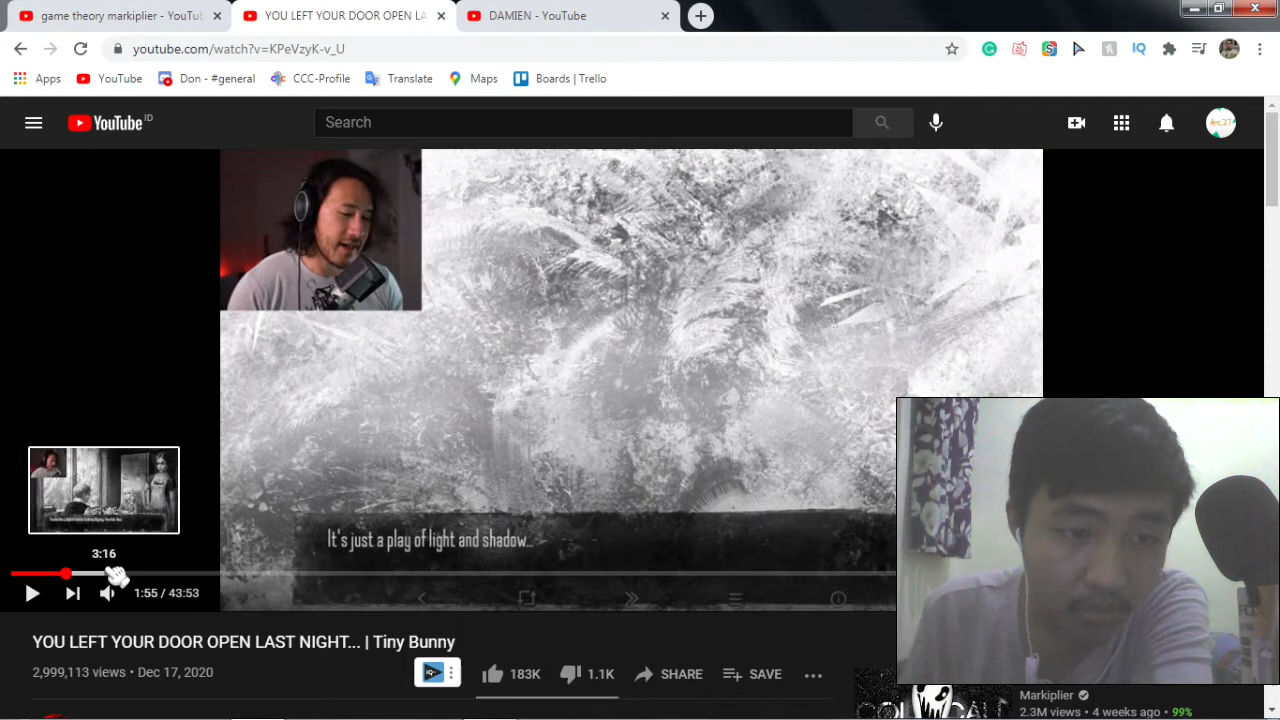 game theory markiplier - YouTub
YOU LEFT YOUR DOOR OPEN LA
DAMIEN - YouTube
youtube.com/watch?v=KPeVzyK-v_U
Apps
YouTube
Don - #general
CCC-Profile
Translate
Maps
Boards | Trello
YouTube ID
Search
It's just a play of light and shadow...
3:16
1:55 / 43:53
YOU LEFT YOUR DOOR OPEN LAST NIGHT... | Tiny Bunny
2,999,113 views • Dec 17, 2020
183K
1.1K
SHARE
SAVE
Markiplier
2.3M views • 4 weeks ago • 99%